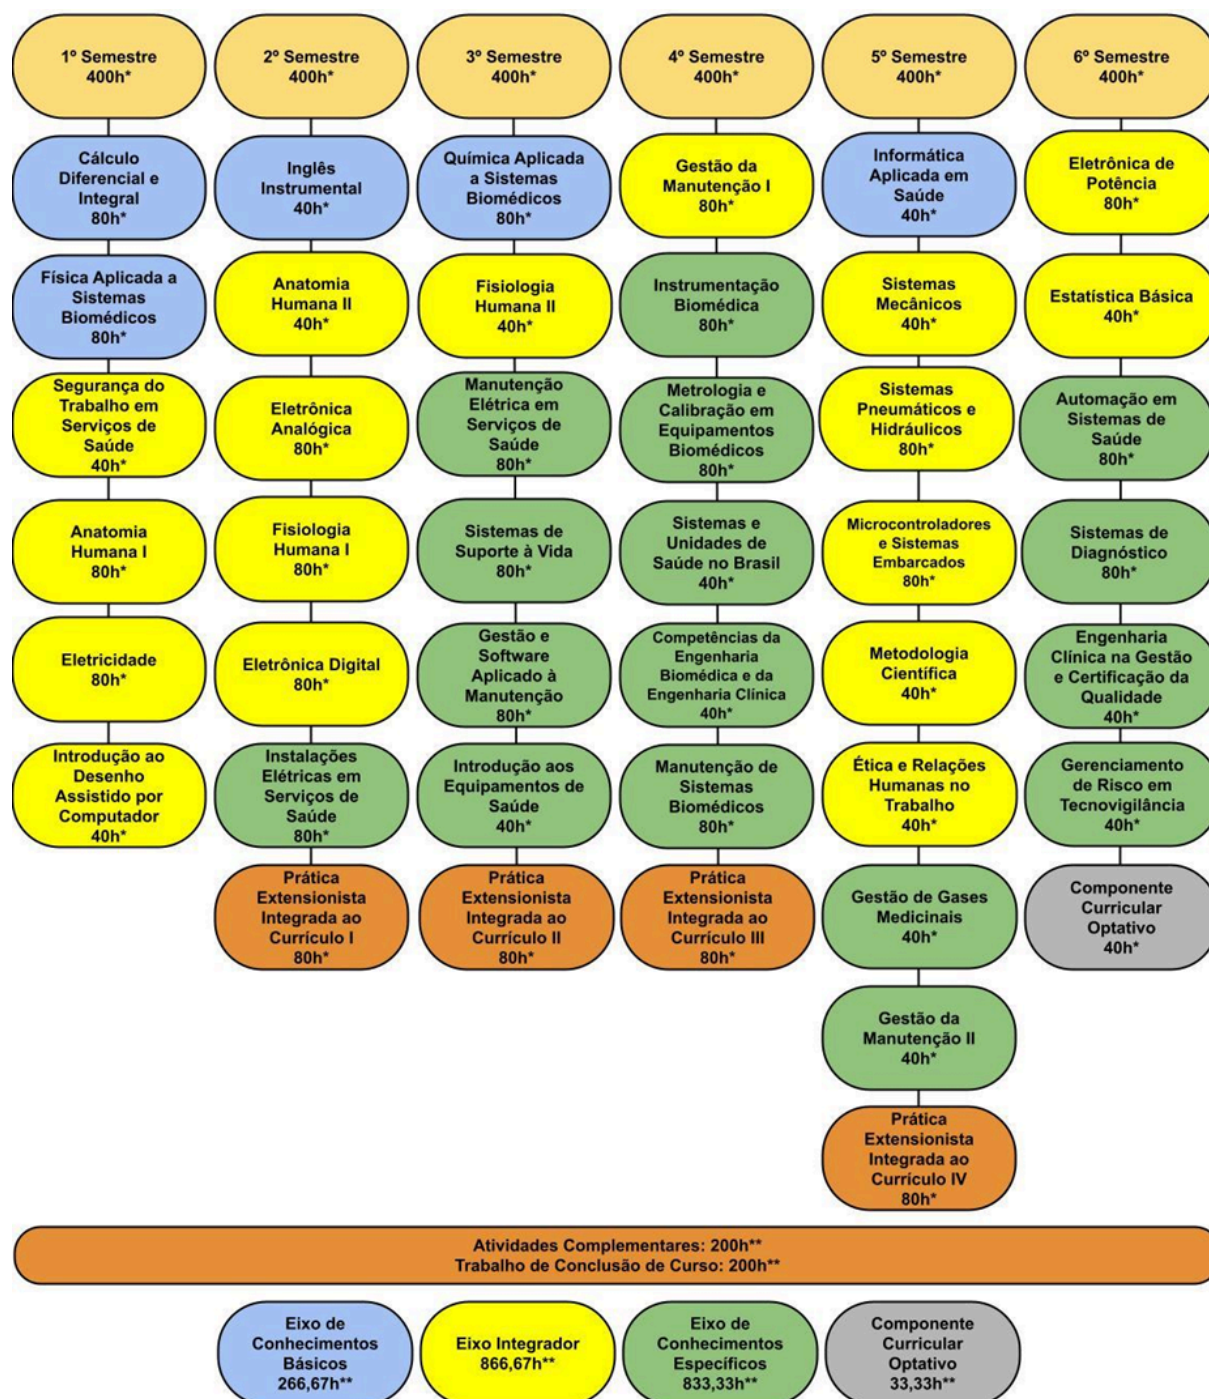 1º Semestre
400h*
2º Semestre
400h*
3º Semestre
400h*
4º Semestre
400h*
5º Semestre
400h*
6º Semestre
400h*
Cálculo
Diferencial e
Integral
80h*
Inglês
Instrumental
40h*
Química Aplicada
a Sistemas
Biomédicos
80h*
Gestão da
Manutenção I
80h*
Informática
Aplicada em
Saúde
40h*
Eletrônica de
Potência
80h*
Física Aplicada a
Sistemas
Biomédicos
80h*
Anatomia
Humana II
40h*
Fisiologia
Humana II
40h*
Instrumentação
Biomédica
80h*
Sistemas
Mecânicos
40h*
Estatística Básica
40h*
Segurança do
Trabalho em
Serviços de
Saúde
40h*
Eletrônica
Analógica
80h*
Manutenção
Elétrica em
Serviços de
Saúde
80h*
Metrologia e
Calibração em
Equipamentos
Biomédicos
80h*
Sistemas
Pneumáticos e
Hidráulicos
80h*
Automação em
Sistemas de
Saúde
80h*
Anatomia
Humana I
80h*
Fisiologia
Humana I
80h*
Sistemas de
Suporte à Vida
80h*
Sistemas e
Unidades de
Saúde no Brasil
40h*
Microcontroladores
e Sistemas
Embarcados
80h*
Sistemas de
Diagnóstico
80h*
Eletricidade
80h*
Eletrônica Digital
80h*
Gestão e
Software
Aplicado à
Manutenção
80h*
Competências da
Engenharia
Biomédica e da
Engenharia Clínica
40h*
Metodologia
Científica
40h*
Engenharia
Clínica na Gestão
e Certificação da
Qualidade
40h*
Introdução ao
Desenho
Assistido por
Computador
40h*
Instalações
Elétricas em
Serviços de
Saúde
80h*
Introdução aos
Equipamentos de
Saúde
40h*
Manutenção de
Sistemas
Biomédicos
80h*
Ética e Relações
Humanas no
Trabalho
40h*
Gerenciamento
de Risco em
Tecnovigilância
40h*
Prática
Extensionista
Integrada ao
Currículo I
80h*
Prática
Extensionista
Integrada ao
Currículo II
80h*
Prática
Extensionista
Integrada ao
Currículo III
80h*
Gestão de Gases
Medicinais
40h*
Componente
Curricular
Optativo
40h*
Gestão da
Manutenção II
40h*
Prática
Extensionista
Integrada ao
Currículo IV
80h*
Atividades Complementares: 200h**
Trabalho de Conclusão de Curso: 200h**
Eixo de
Conhecimentos
Básicos
266,67h**
Eixo Integrador
866,67h**
Eixo de
Conhecimentos
Específicos
833,33h**
Componente
Curricular
Optativo
33,33h**